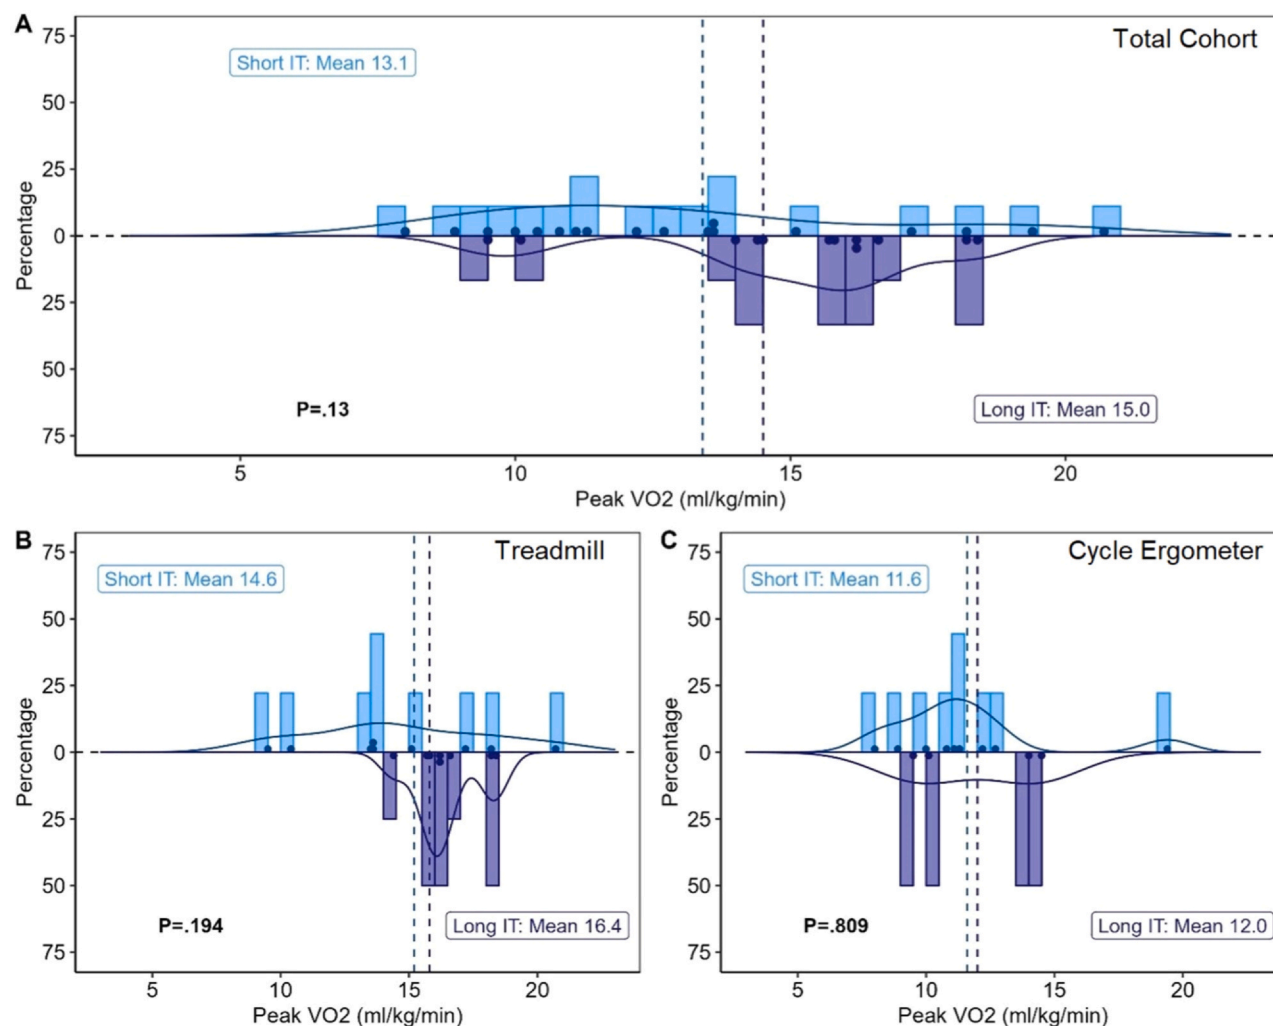 A
Total Cohort
Short IT: Mean 13.1
75
50
25
0
25
50
75
Percentage
P=.13
Long IT: Mean 15.0
5 10 15 20
Peak VO2 (ml/kg/min)
B
Treadmill
Short IT: Mean 14.6
75
50
25
0
25
50
75
Percentage
P=.194
Long IT: Mean 16.4
5 10 15 20
Peak VO2 (ml/kg/min)
C
Cycle Ergometer
Short IT: Mean 11.6
75
50
25
0
25
50
75
Percentage
P=.809
Long IT: Mean 12.0
5 10 15 20
Peak VO2 (ml/kg/min)